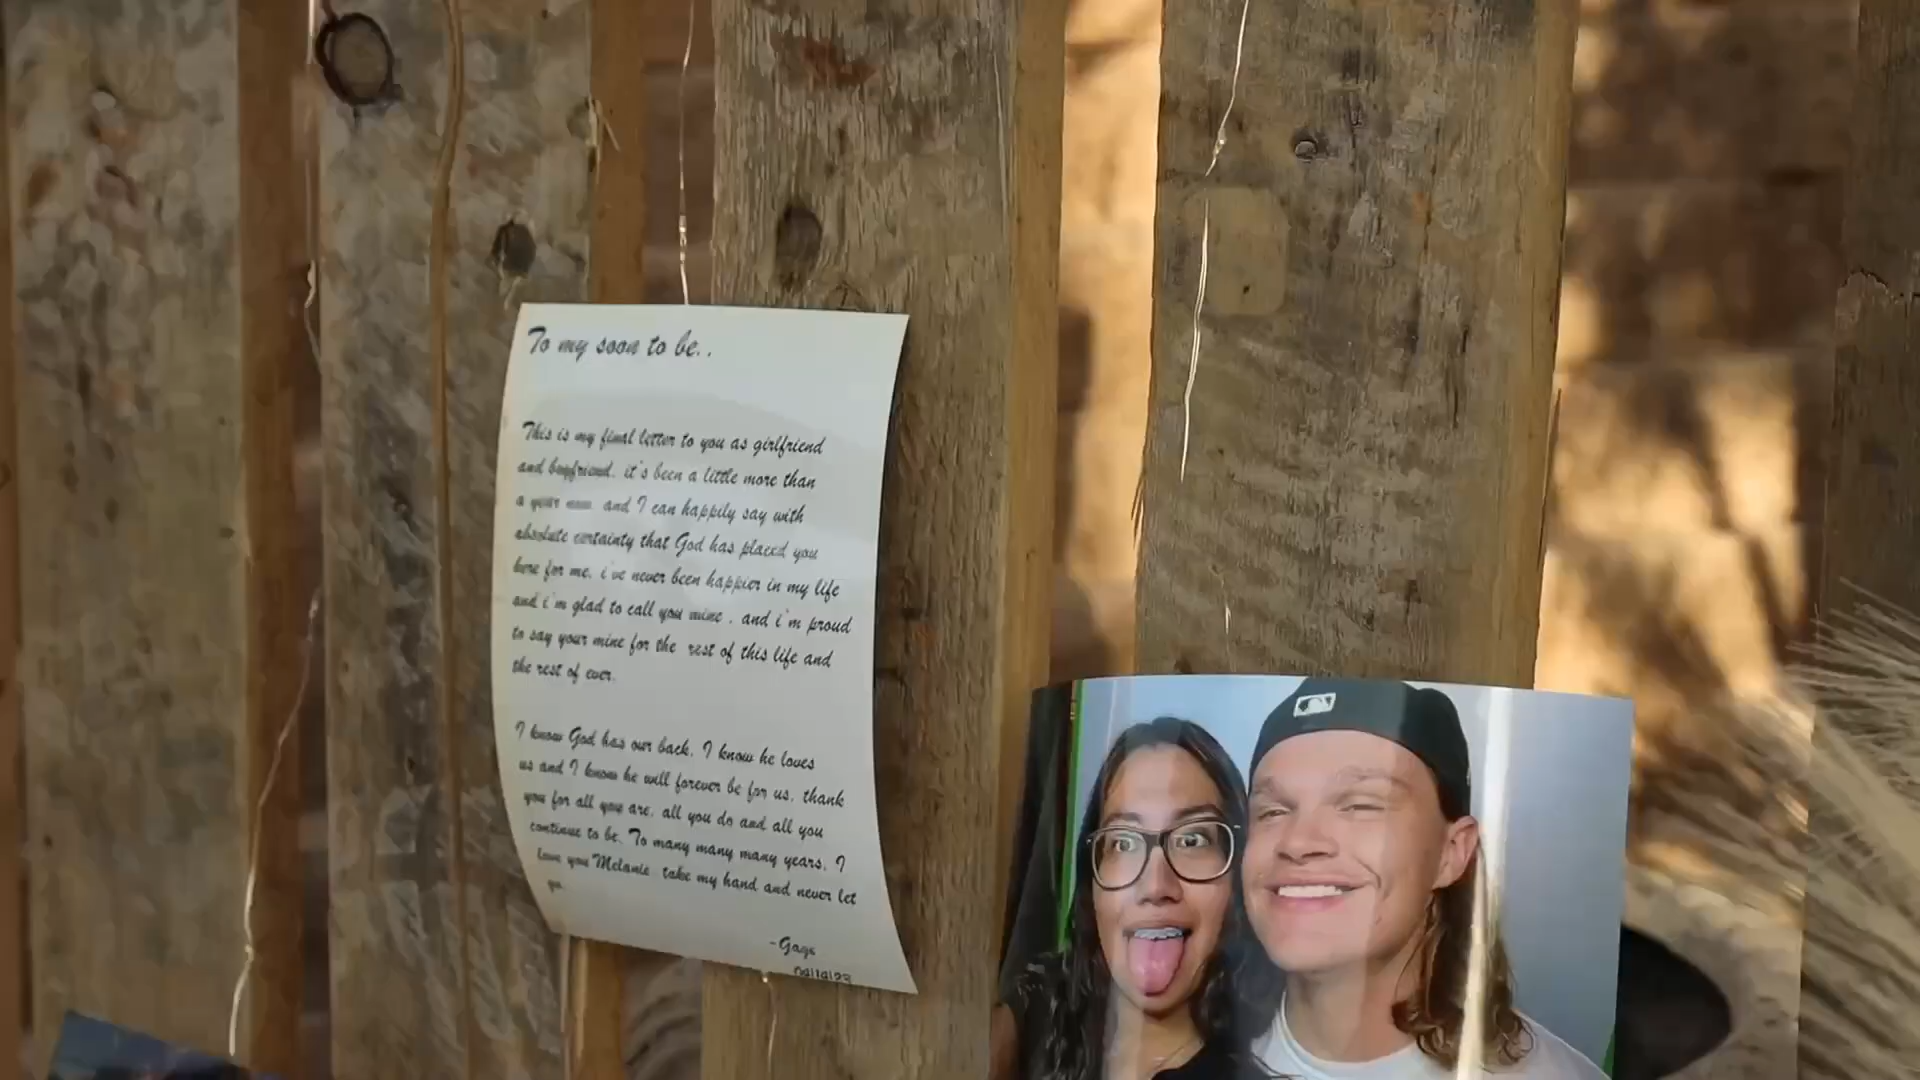 To my soon to be..
This is my final letter to you as girlfriend
and boyfriend. it's been a little more than
a year now and I can happily say with
absolute certainty that God has placed you
here for me. i've never been happier in my life
and i'm glad to call you mine . and i'm proud
to say your mine for the rest of this life and
the rest of ever.
I know God has our back. I know he loves
us and I know he will forever be for us. thank
you for all you are. all you do and all you
continue to be. To many many many years. I
love you Melanie. take my hand and never let
go.
-Gage